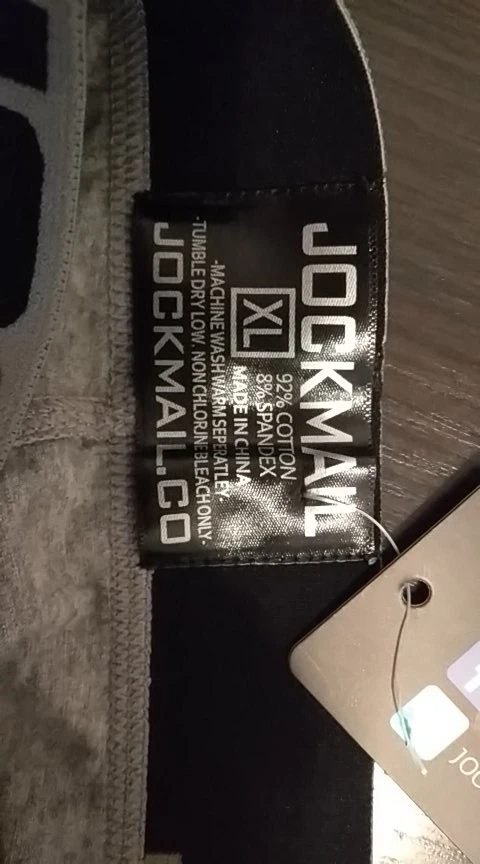 JOCKMAIL
XL
92% COTTON
8% SPANDEX
MADE IN CHINA
-MACHINE WASH WARM SEPERATLEY-
-TUMBLE DRY LOW. NON CHLORINE BLEACH ONLY-
JOCKMAIL.CO